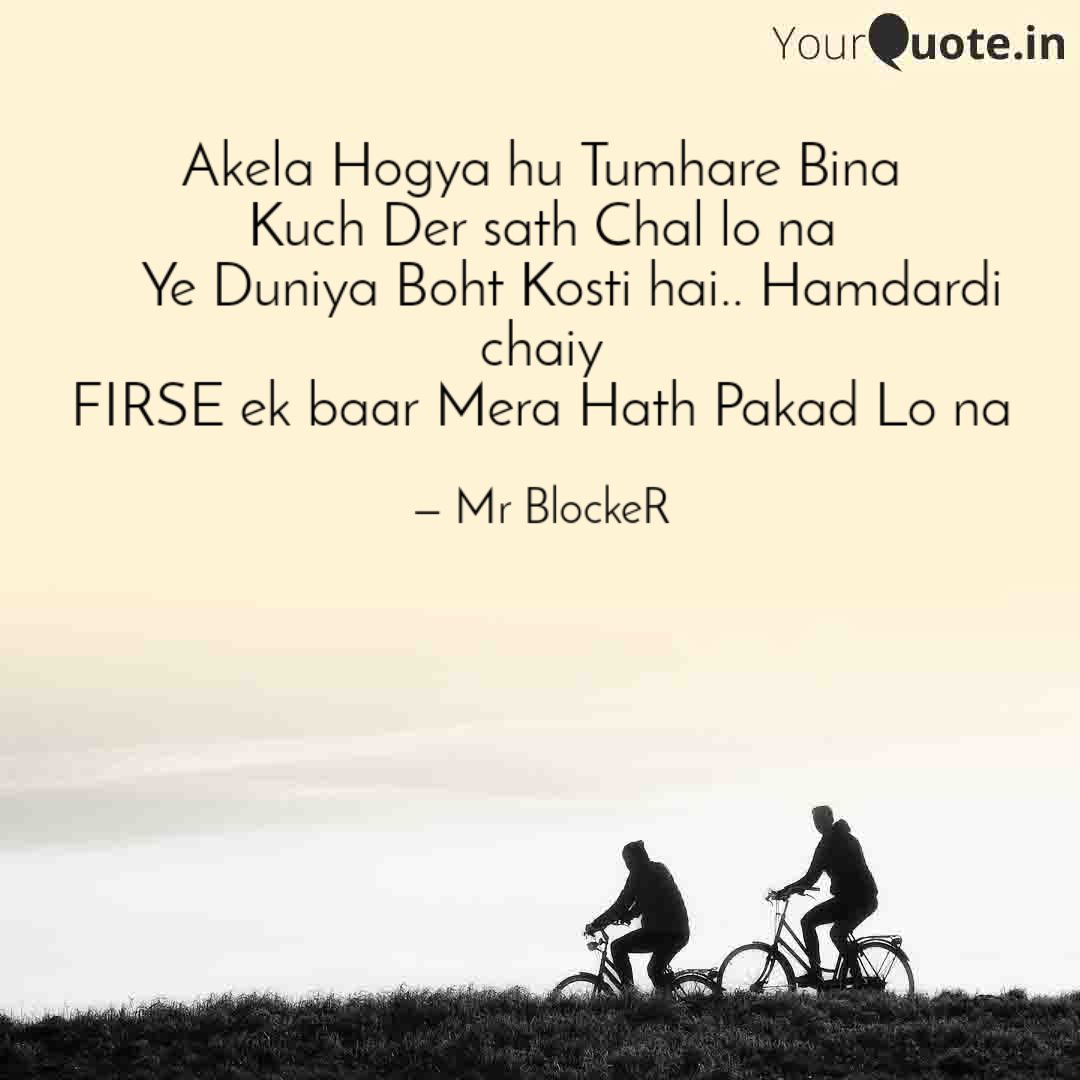 YourQuote.in
Akela Hogya hu Tumhare Bina
Kuch Der sath Chal lo na
Ye Duniya Boht Kosti hai.. Hamdardi
chaiy
FIRSE ek baar Mera Hath Pakad Lo na
– Mr BlockeR